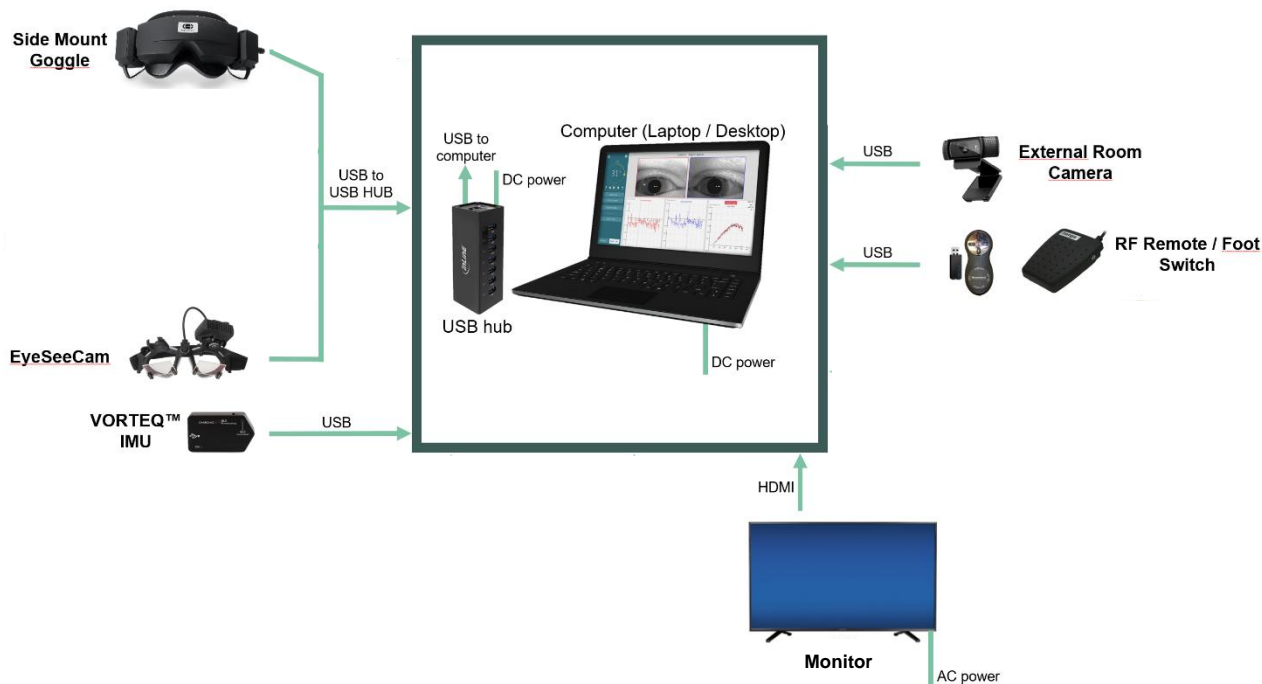 Side Mount
Goggle
USB to
USB HUB
EyeSeeCam
VORTEQ™
IMU
USB
Computer (Laptop / Desktop)
USB to
computer
DC power
USB hub
DC power
USB
External Room
Camera
USB
RF Remote / Foot
Switch
HDMI
Monitor
AC power